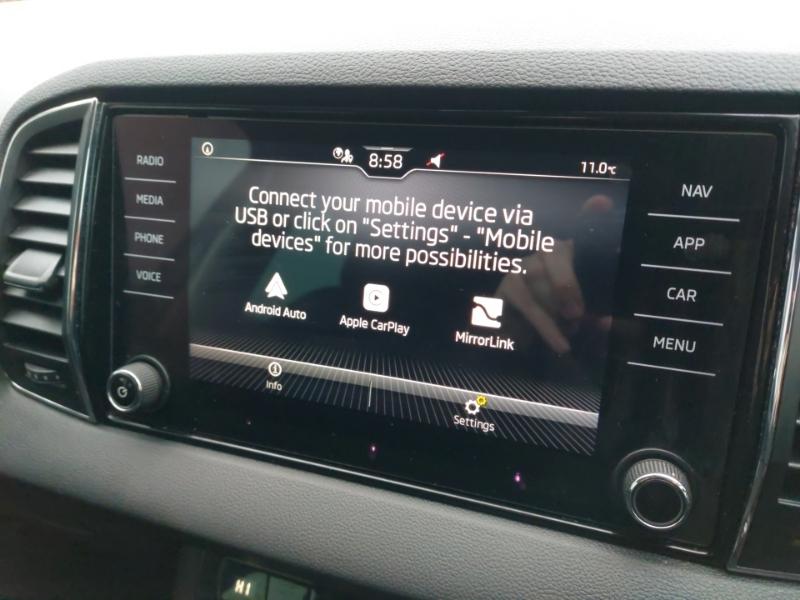 RADIO
MEDIA
PHONE
VOICE
8:58
11.0°C
Connect your mobile device via
USB or click on "Settings" - "Mobile
devices" for more possibilities.
Android Auto
Apple CarPlay
MirrorLink
Info
Settings
NAV
APP
CAR
MENU
HI